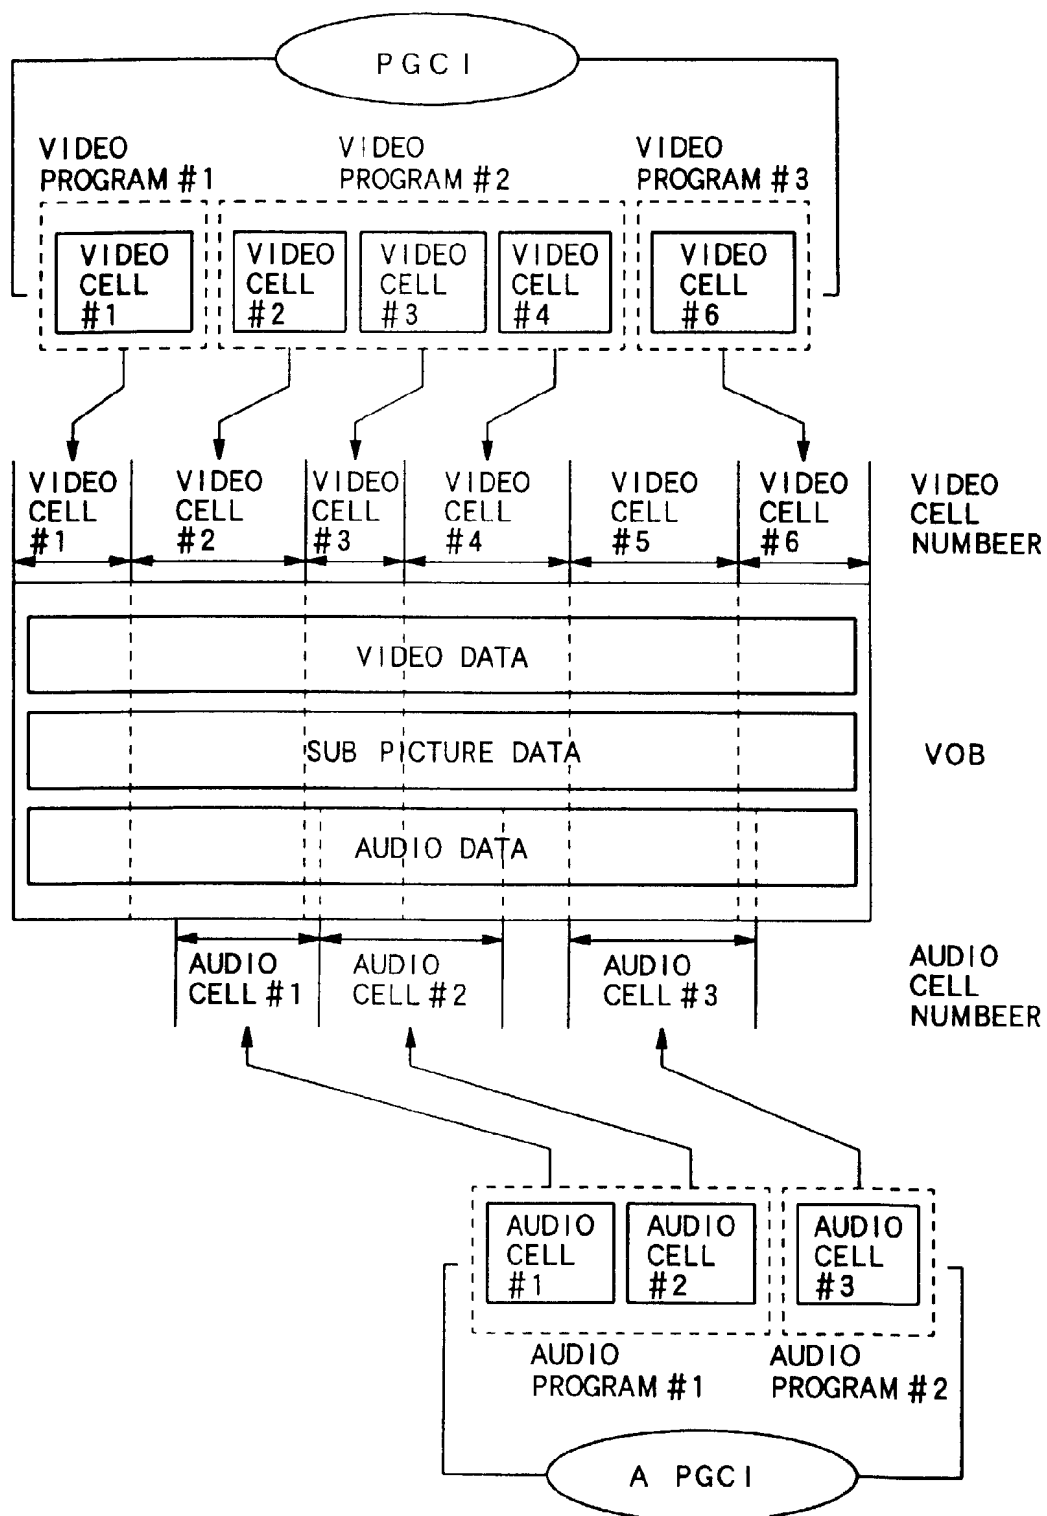 PGCI
VIDEO
PROGRAM #1
VIDEO
PROGRAM #2
VIDEO
PROGRAM #3
VIDEO
CELL
#1
VIDEO
CELL
#2
VIDEO
CELL
#3
VIDEO
CELL
#4
VIDEO
CELL
#6
VIDEO
CELL
#1
VIDEO
CELL
#2
VIDEO
CELL
#3
VIDEO
CELL
#4
VIDEO
CELL
#5
VIDEO
CELL
#6
VIDEO
CELL
NUMBEER
VIDEO DATA
SUB PICTURE DATA
VOB
AUDIO DATA
AUDIO
CELL #1
AUDIO
CELL #2
AUDIO
CELL #3
AUDIO
CELL
NUMBEER
AUDIO
CELL
#1
AUDIO
CELL
#2
AUDIO
CELL
#3
AUDIO
PROGRAM #1
AUDIO
PROGRAM #2
A PGCI